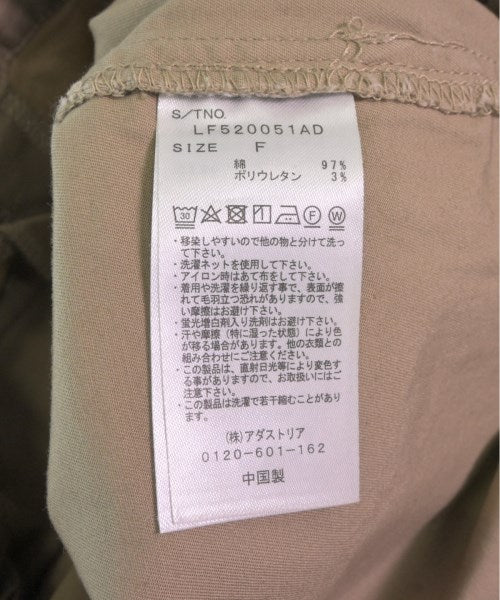 S/TNO.
LF520051AD
SIZE F
綿 97%
ポリウレタン 3%
30 F W
・移染しやすいので他の物と分けて洗っ
て下さい。
・洗濯ネットを使用して下さい。
・アイロン時はあて布をして下さい。
・着用や洗濯を繰り返す事で、表面が擦
れて毛羽立つ恐れがありますので、強
い摩擦はお避け下さい。
・蛍光増白剤入り洗剤はお避け下さい。
・汗や摩擦（特に湿った状態）により色
が移る場合があります。他の衣類との
組み合わせにご注意ください。
・この製品は、直射日光等により変色す
る事がありますので、お取扱いにはご
注意下さい。
・この製品は洗濯で若干縮むことがあり
ます。
（株）アダストリア
0120-601-162
中国製